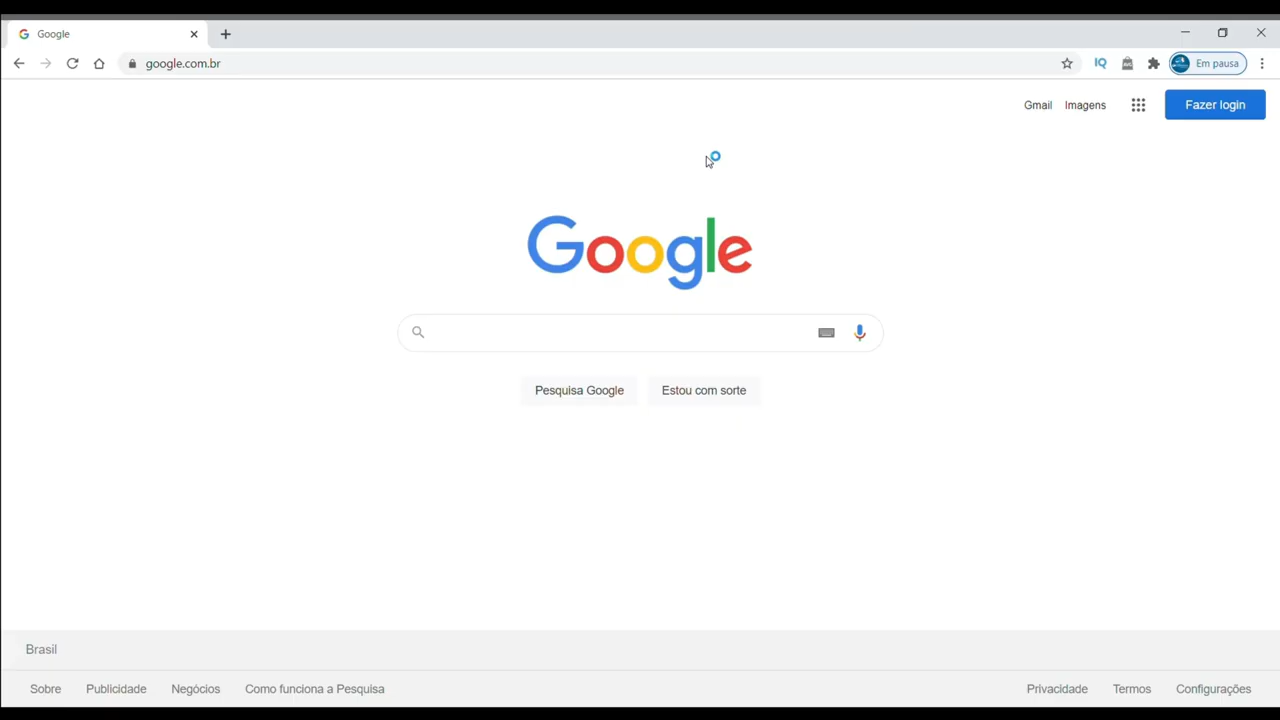 Google
google.com.br
IQ
Em pausa
Gmail Imagens
Fazer login
Google
Pesquisa Google
Estou com sorte
Brasil
Sobre Publicidade Negócios Como funciona a Pesquisa
Privacidade Termos Configurações